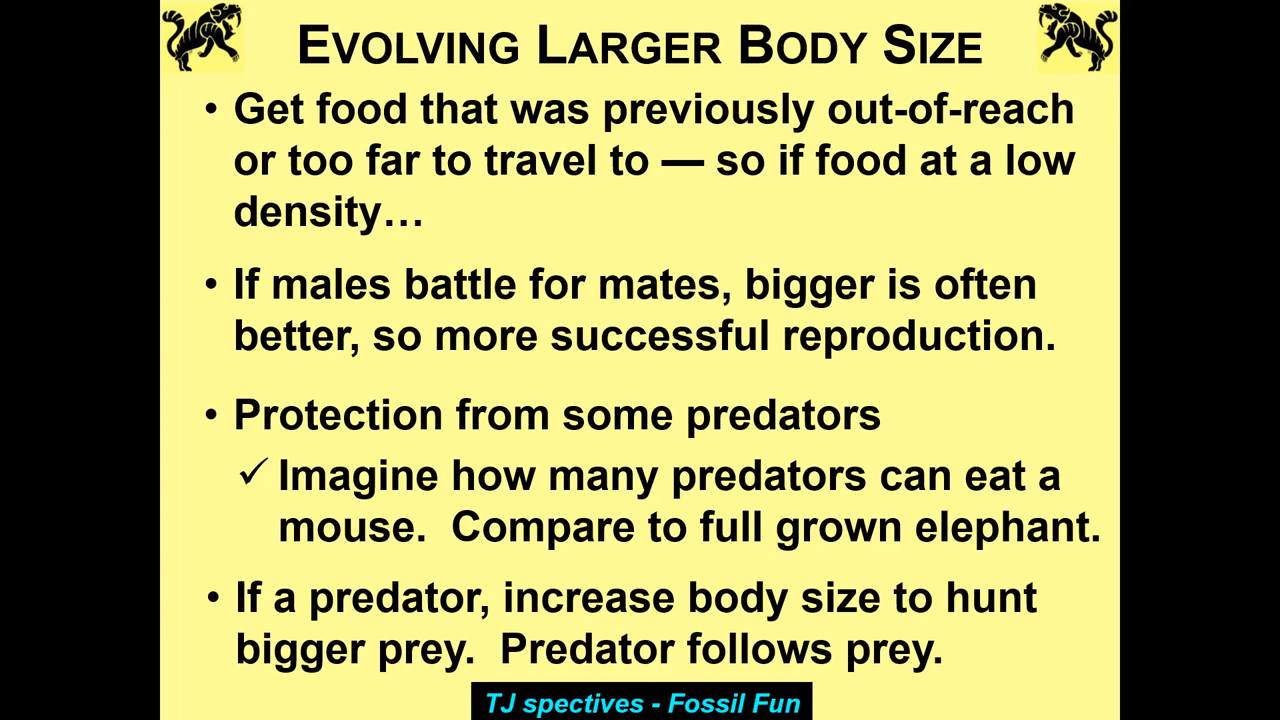 EVOLVING LARGER BODY SIZE
• Get food that was previously out-of-reach
or too far to travel to — so if food at a low
density…
• If males battle for mates, bigger is often
better, so more successful reproduction.
• Protection from some predators
✓ Imagine how many predators can eat a
mouse.  Compare to full grown elephant.
• If a predator, increase body size to hunt
bigger prey.  Predator follows prey.
TJ spectives - Fossil Fun